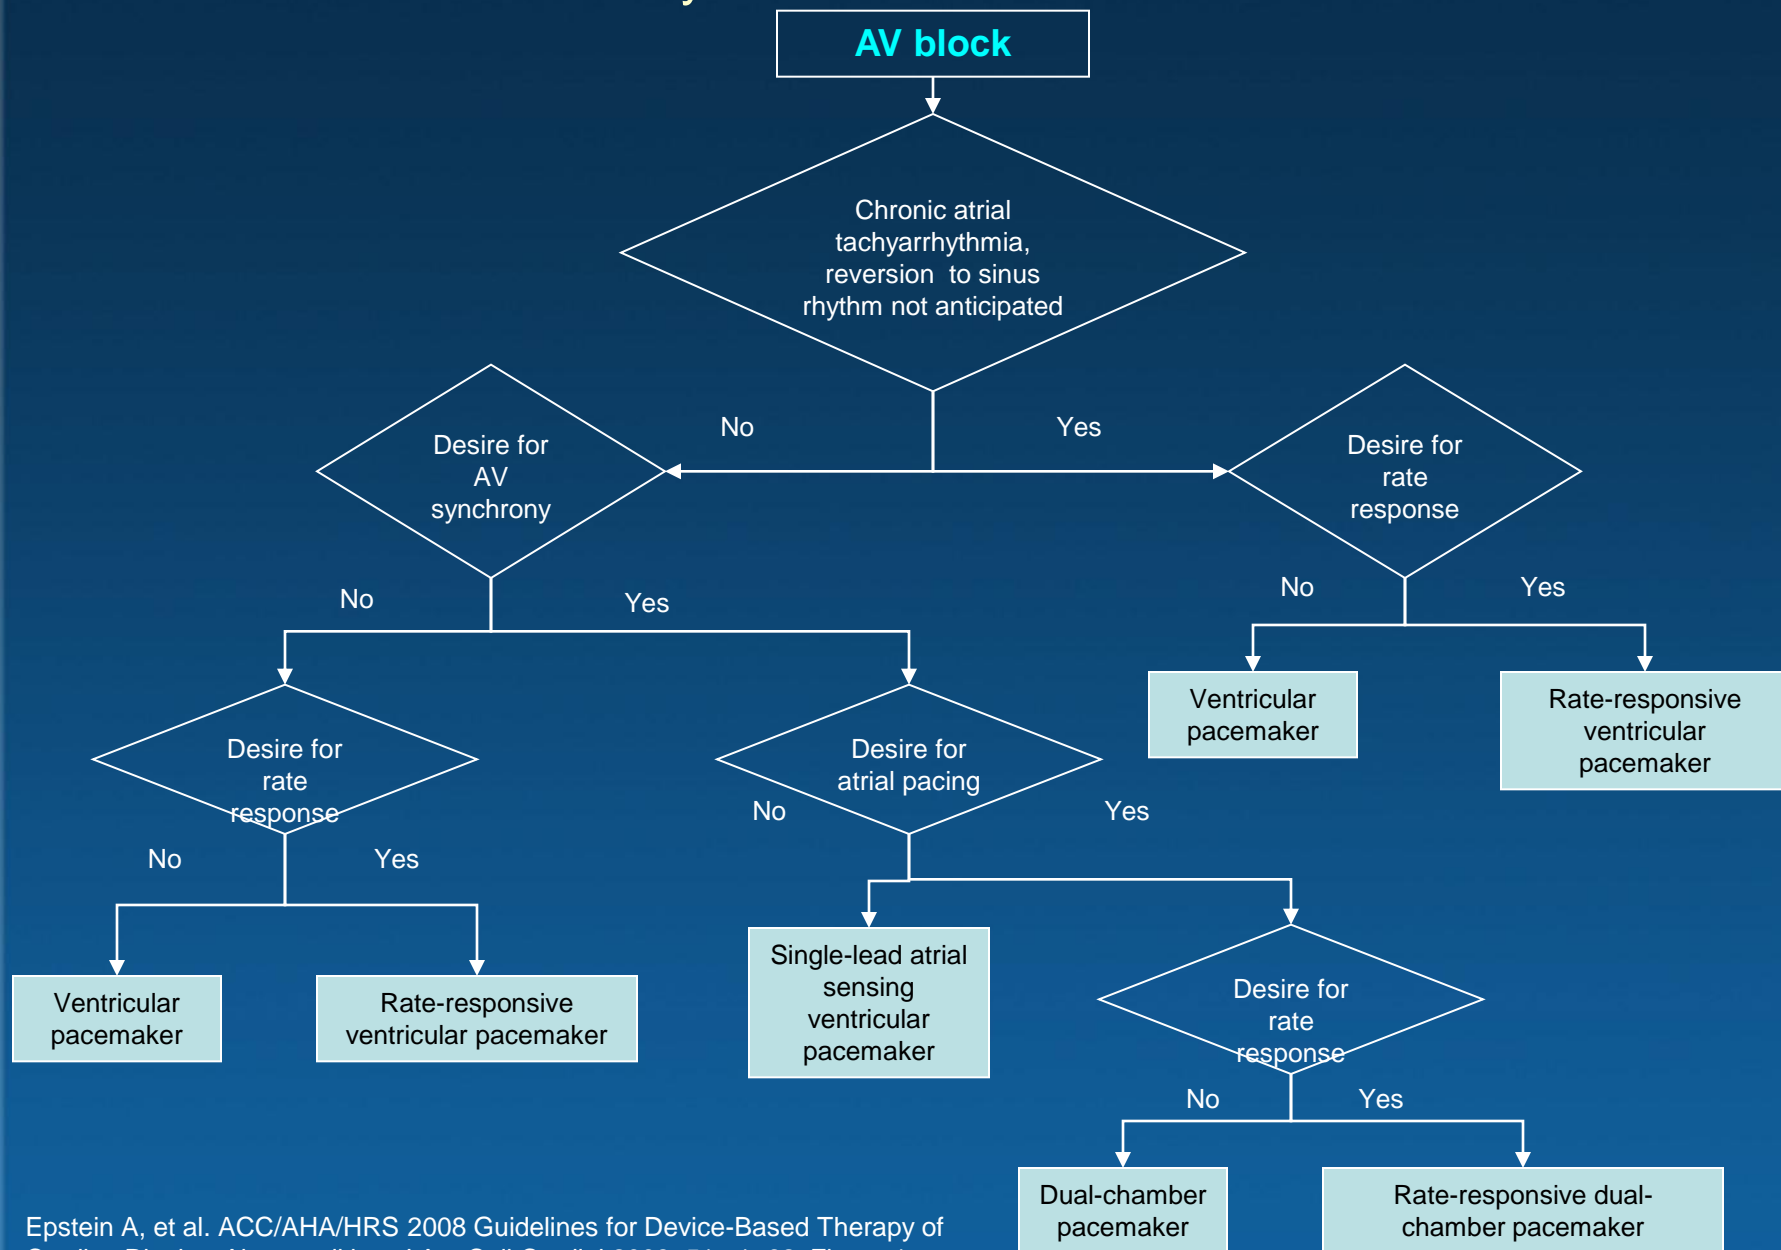 AV block
Chronic atrial
tachyarrhythmia,
reversion to sinus
rhythm not anticipated
No
Yes
Desire for
AV
synchrony
Desire for
rate
response
No
Yes
No
Yes
Ventricular
pacemaker
Rate-responsive
ventricular
pacemaker
Desire for
rate
response
Desire for
atrial pacing
No
Yes
No
Yes
Single-lead atrial
sensing
ventricular
pacemaker
Desire for
rate
response
Ventricular
pacemaker
Rate-responsive
ventricular pacemaker
No
Yes
Dual-chamber
pacemaker
Rate-responsive dual-
chamber pacemaker
Epstein A, et al. ACC/AHA/HRS 2008 Guidelines for Device-Based Therapy of